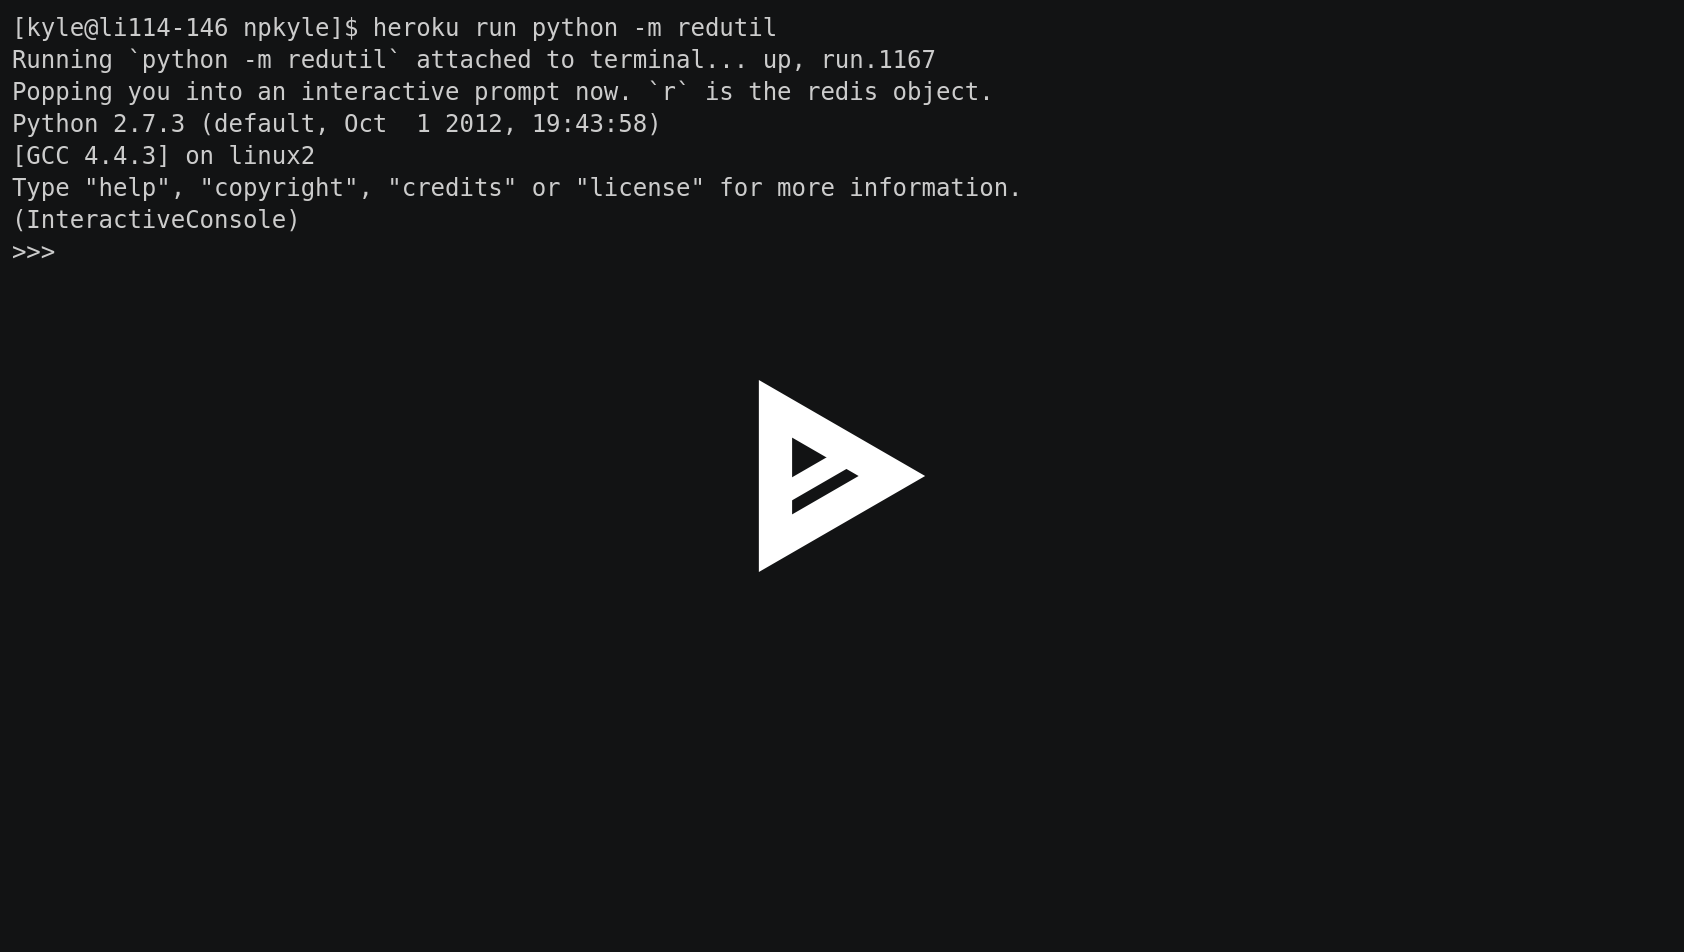 [kyle@li114-146 npkyle]$ heroku run python -m redutil
Running `python -m redutil` attached to terminal... up, run.1167
Popping you into an interactive prompt now. `r` is the redis object.
Python 2.7.3 (default, Oct  1 2012, 19:43:58)
[GCC 4.4.3] on linux2
Type "help", "copyright", "credits" or "license" for more information.
(InteractiveConsole)
>>>